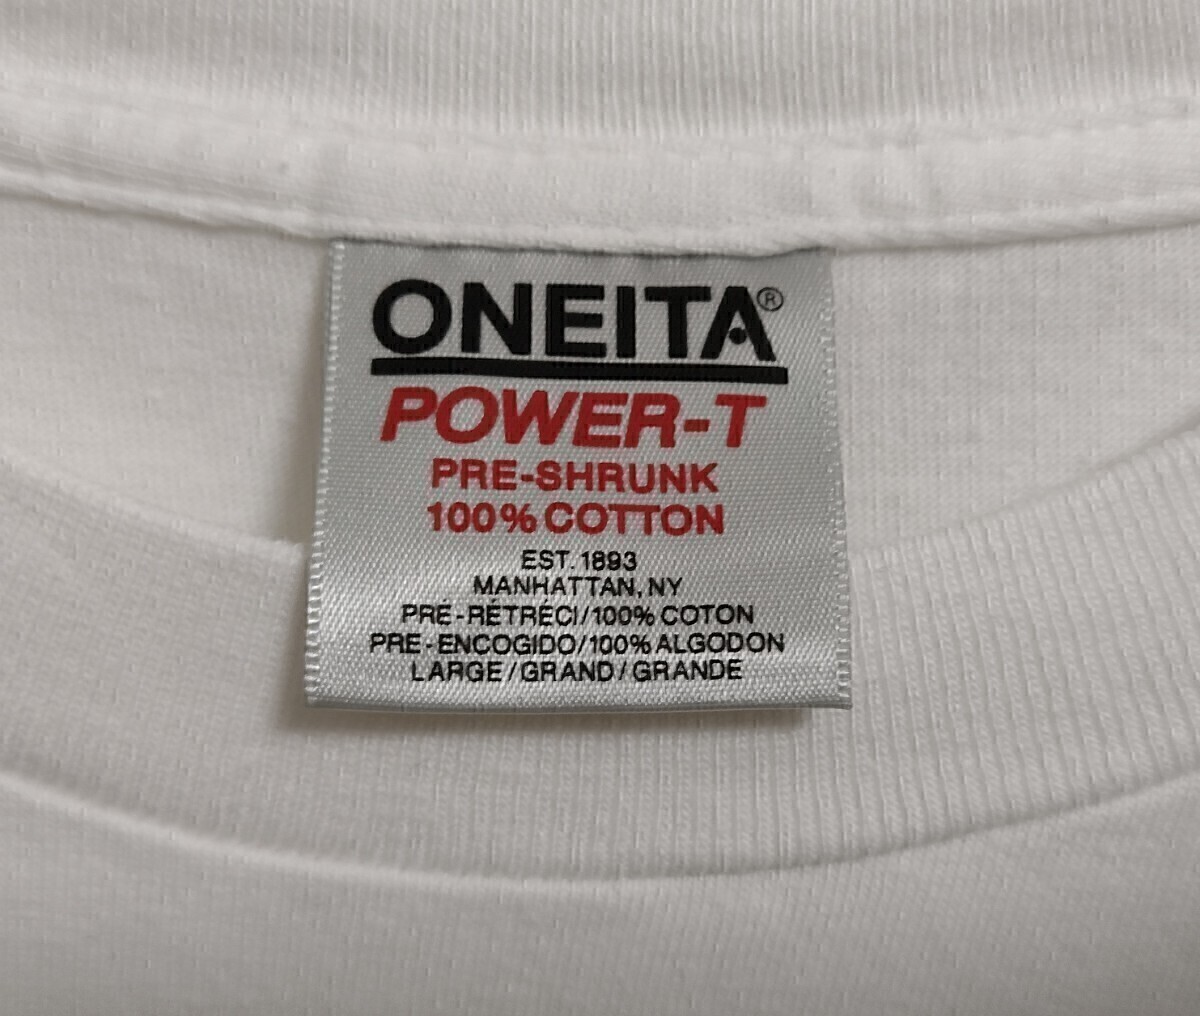 ONEITA®
POWER-T
PRE-SHRUNK
100% COTTON
EST. 1893
MANHATTAN, NY
PRÉ-RÉTRÉCI/100% COTON
PRE-ENCOGIDO/100% ALGODON
LARGE/GRAND/GRANDE